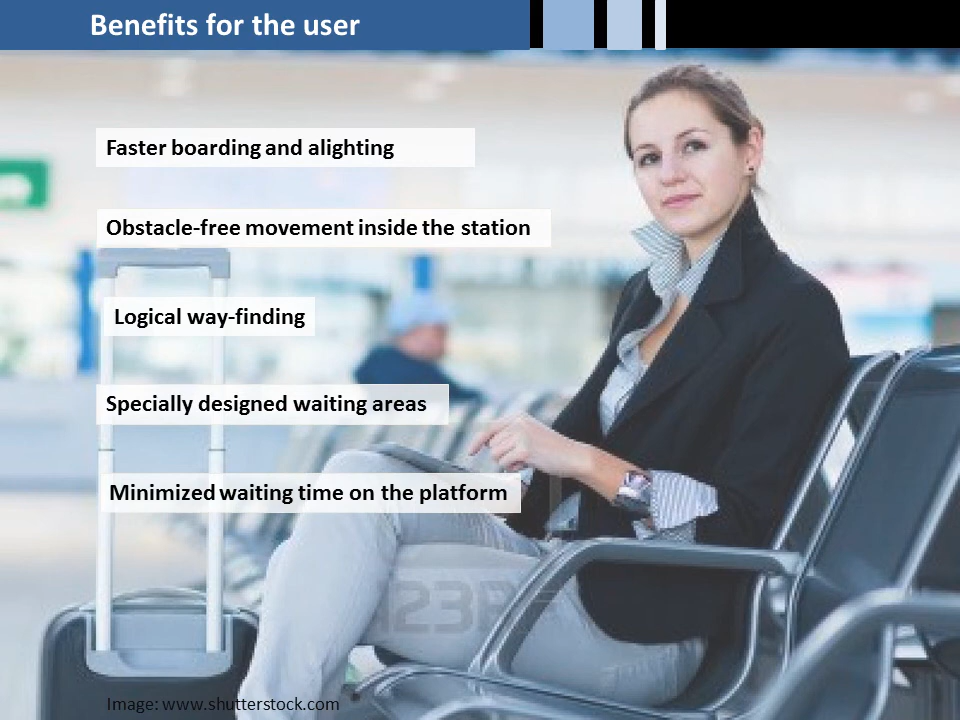 Benefits for the user
Faster boarding and alighting
Obstacle-free movement inside the station
Logical way-finding
Specially designed waiting areas
Minimized waiting time on the platform
Image: www.shutterstock.com